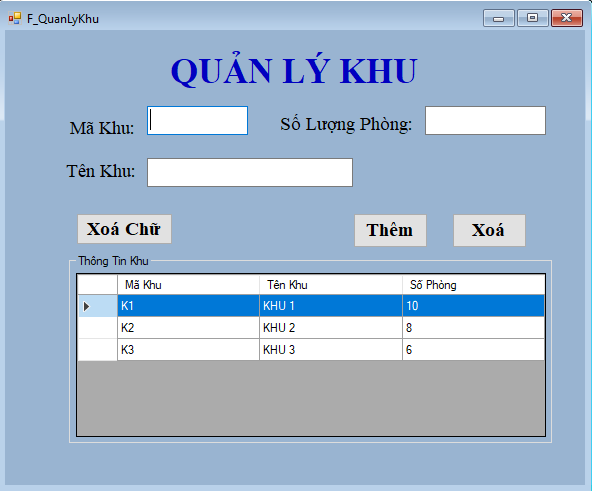 F_QuanLyKhu
QUẢN LÝ KHU
Mã Khu: Số Lượng Phòng:
Tên Khu:
Xoá Chữ Thêm Xoá
Thông Tin Khu
Mã Khu Tên Khu Số Phòng
K1 KHU 1 10
K2 KHU 2 8
K3 KHU 3 6